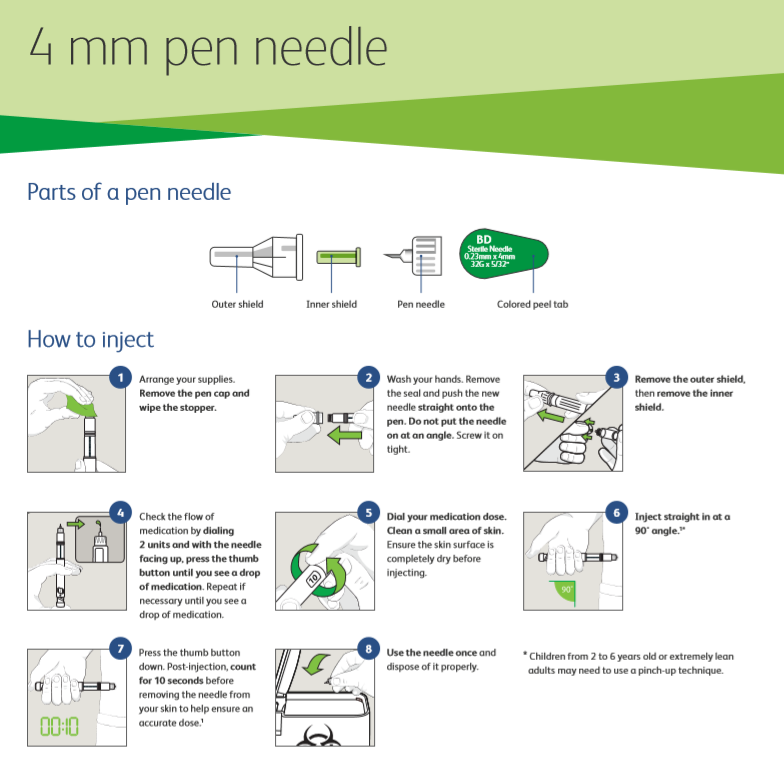 4 mm pen needle
Parts of a pen needle
BD
Sterile Needle
0.23mm x 4mm
32G x 5/32"
Outer shield
Inner shield
Pen needle
Colored peel tab
How to inject
1
Arrange your supplies.
Remove the pen cap and
wipe the stopper.
2
Wash your hands. Remove
the seal and push the new
needle straight onto the
pen. Do not put the needle
on at an angle. Screw it on
tight.
3
Remove the outer shield,
then remove the inner
shield.
4
Check the flow of
medication by dialing
2 units and with the needle
facing up, press the thumb
button until you see a drop
of medication. Repeat if
necessary until you see a
drop of medication.
5
10
Dial your medication dose.
Clean a small area of skin.
Ensure the skin surface is
completely dry before
injecting.
6
90°
Inject straight in at a
90° angle.¹*
7
00:10
Press the thumb button
down. Post-injection, count
for 10 seconds before
removing the needle from
your skin to help ensure an
accurate dose.¹
8
Use the needle once and
dispose of it properly.
* Children from 2 to 6 years old or extremely lean
adults may need to use a pinch-up technique.